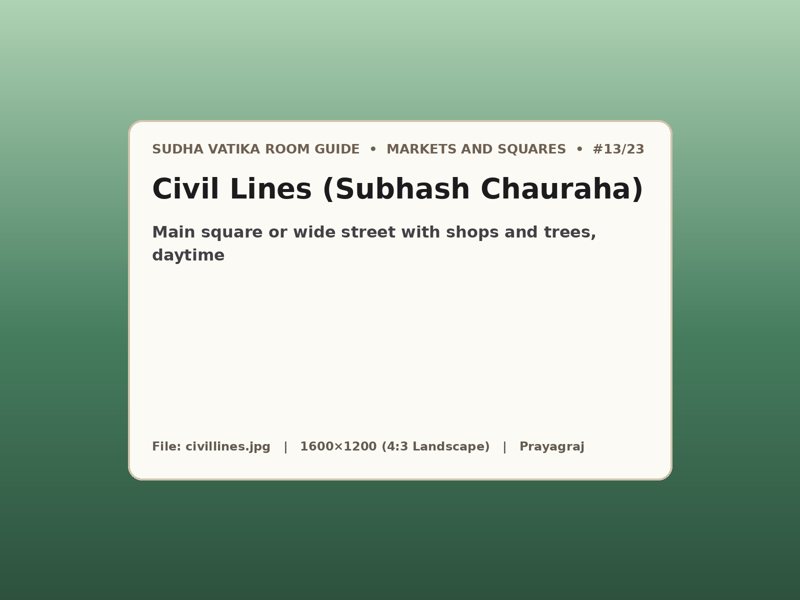 SUDHA VATIKA ROOM GUIDE • MARKETS AND SQUARES • #13/23
Civil Lines (Subhash Chauraha)
Main square or wide street with shops and trees,
daytime
File: civillines.jpg | 1600×1200 (4:3 Landscape) | Prayagraj